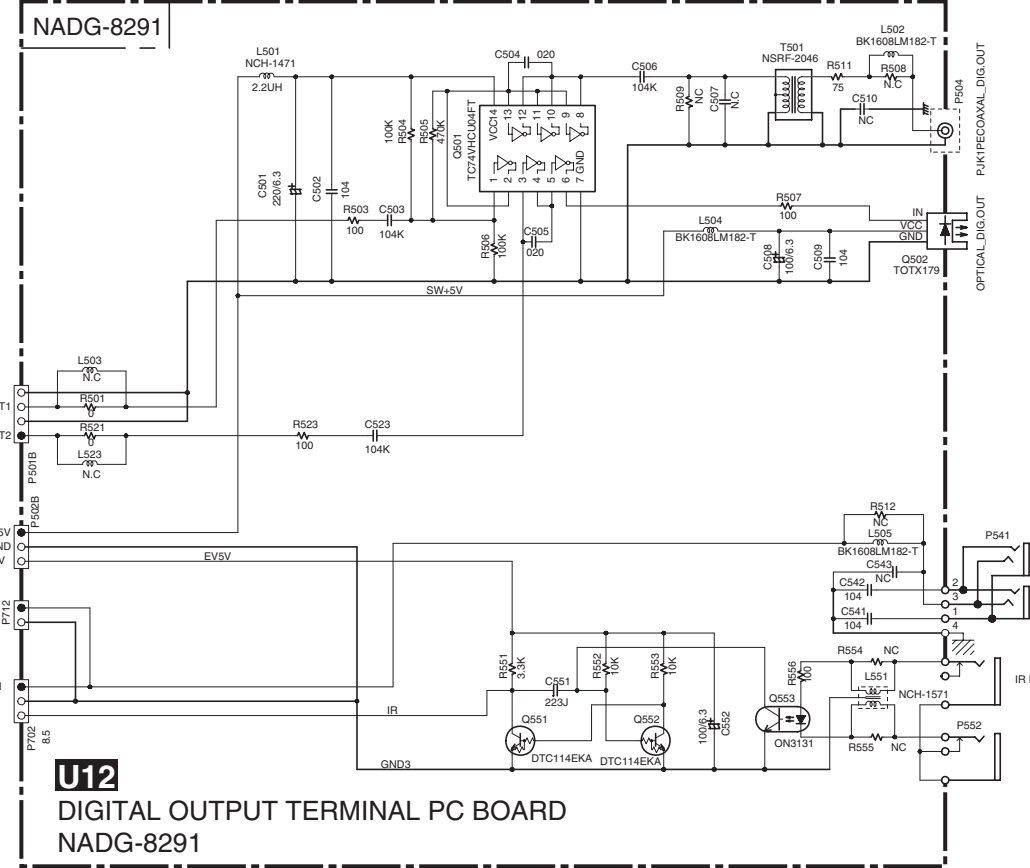 NADG-8291
L501
NCH-1471
2.2UH
C504 020
C506
104K
T501
NSRF-2046
L502
BK1608LM182-T
R511
75
R508
N.C
C510
NC
P504
PJK1PECOAXAL_DIG.OUT
R509
NC
C507
N.C
100K
R504
R505
470K
Q501
TC74VHCU04FT
VCC14
13
12
11
10
9
8
1
2
3
4
5
6
7 GND
C501
220/6.3
C502
104
R503
100
C503
104K
R506
100K
C505
020
R507
100
L504
BK1608LM182-T
C508
100/6.3
C509
104
IN
VCC
GND
Q502
TOTX179
OPTICAL_DIG.OUT
SW+5V
L503
N.C
R501
0
T1
R521
0
T2
L523
N.C
R523
100
C523
104K
P501B
P502B
5V
ND
V
EV5V
P712
R512
NC
L505
BK1608LM182-T
C543
NC
C542
104
C541
104
P541
2
3
1
4
R551
3.3K
C551
223J
R552
10K
R553
10K
R556
100
R554 NC
L551
NCH-1571
IR
Q551
DTC114EKA
Q552
DTC114EKA
100/6.3
C552
Q553
ON3131
R555 NC
P552
P702
8.5
GND3
U12
DIGITAL OUTPUT TERMINAL PC BOARD
NADG-8291